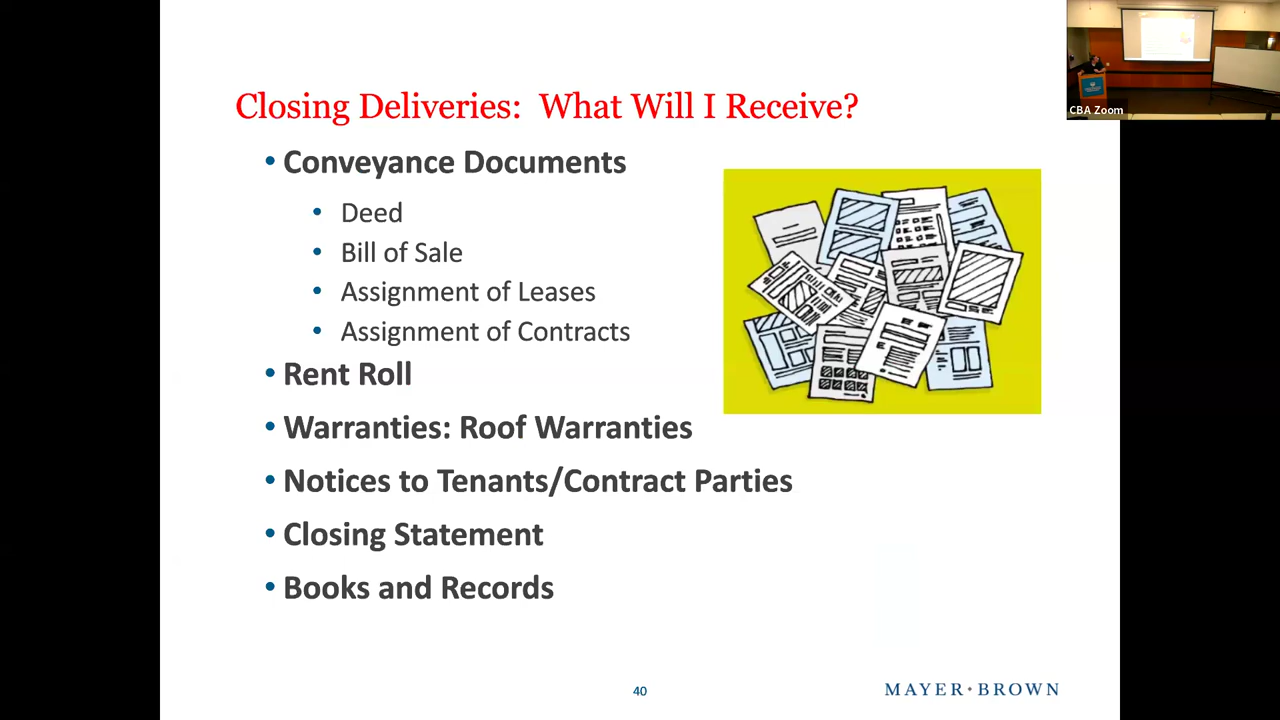 Closing Deliveries: What Will I Receive?
• Conveyance Documents
• Deed
• Bill of Sale
• Assignment of Leases
• Assignment of Contracts
• Rent Roll
• Warranties: Roof Warranties
• Notices to Tenants/Contract Parties
• Closing Statement
• Books and Records
40
MAYER•BROWN
CBA Zoom